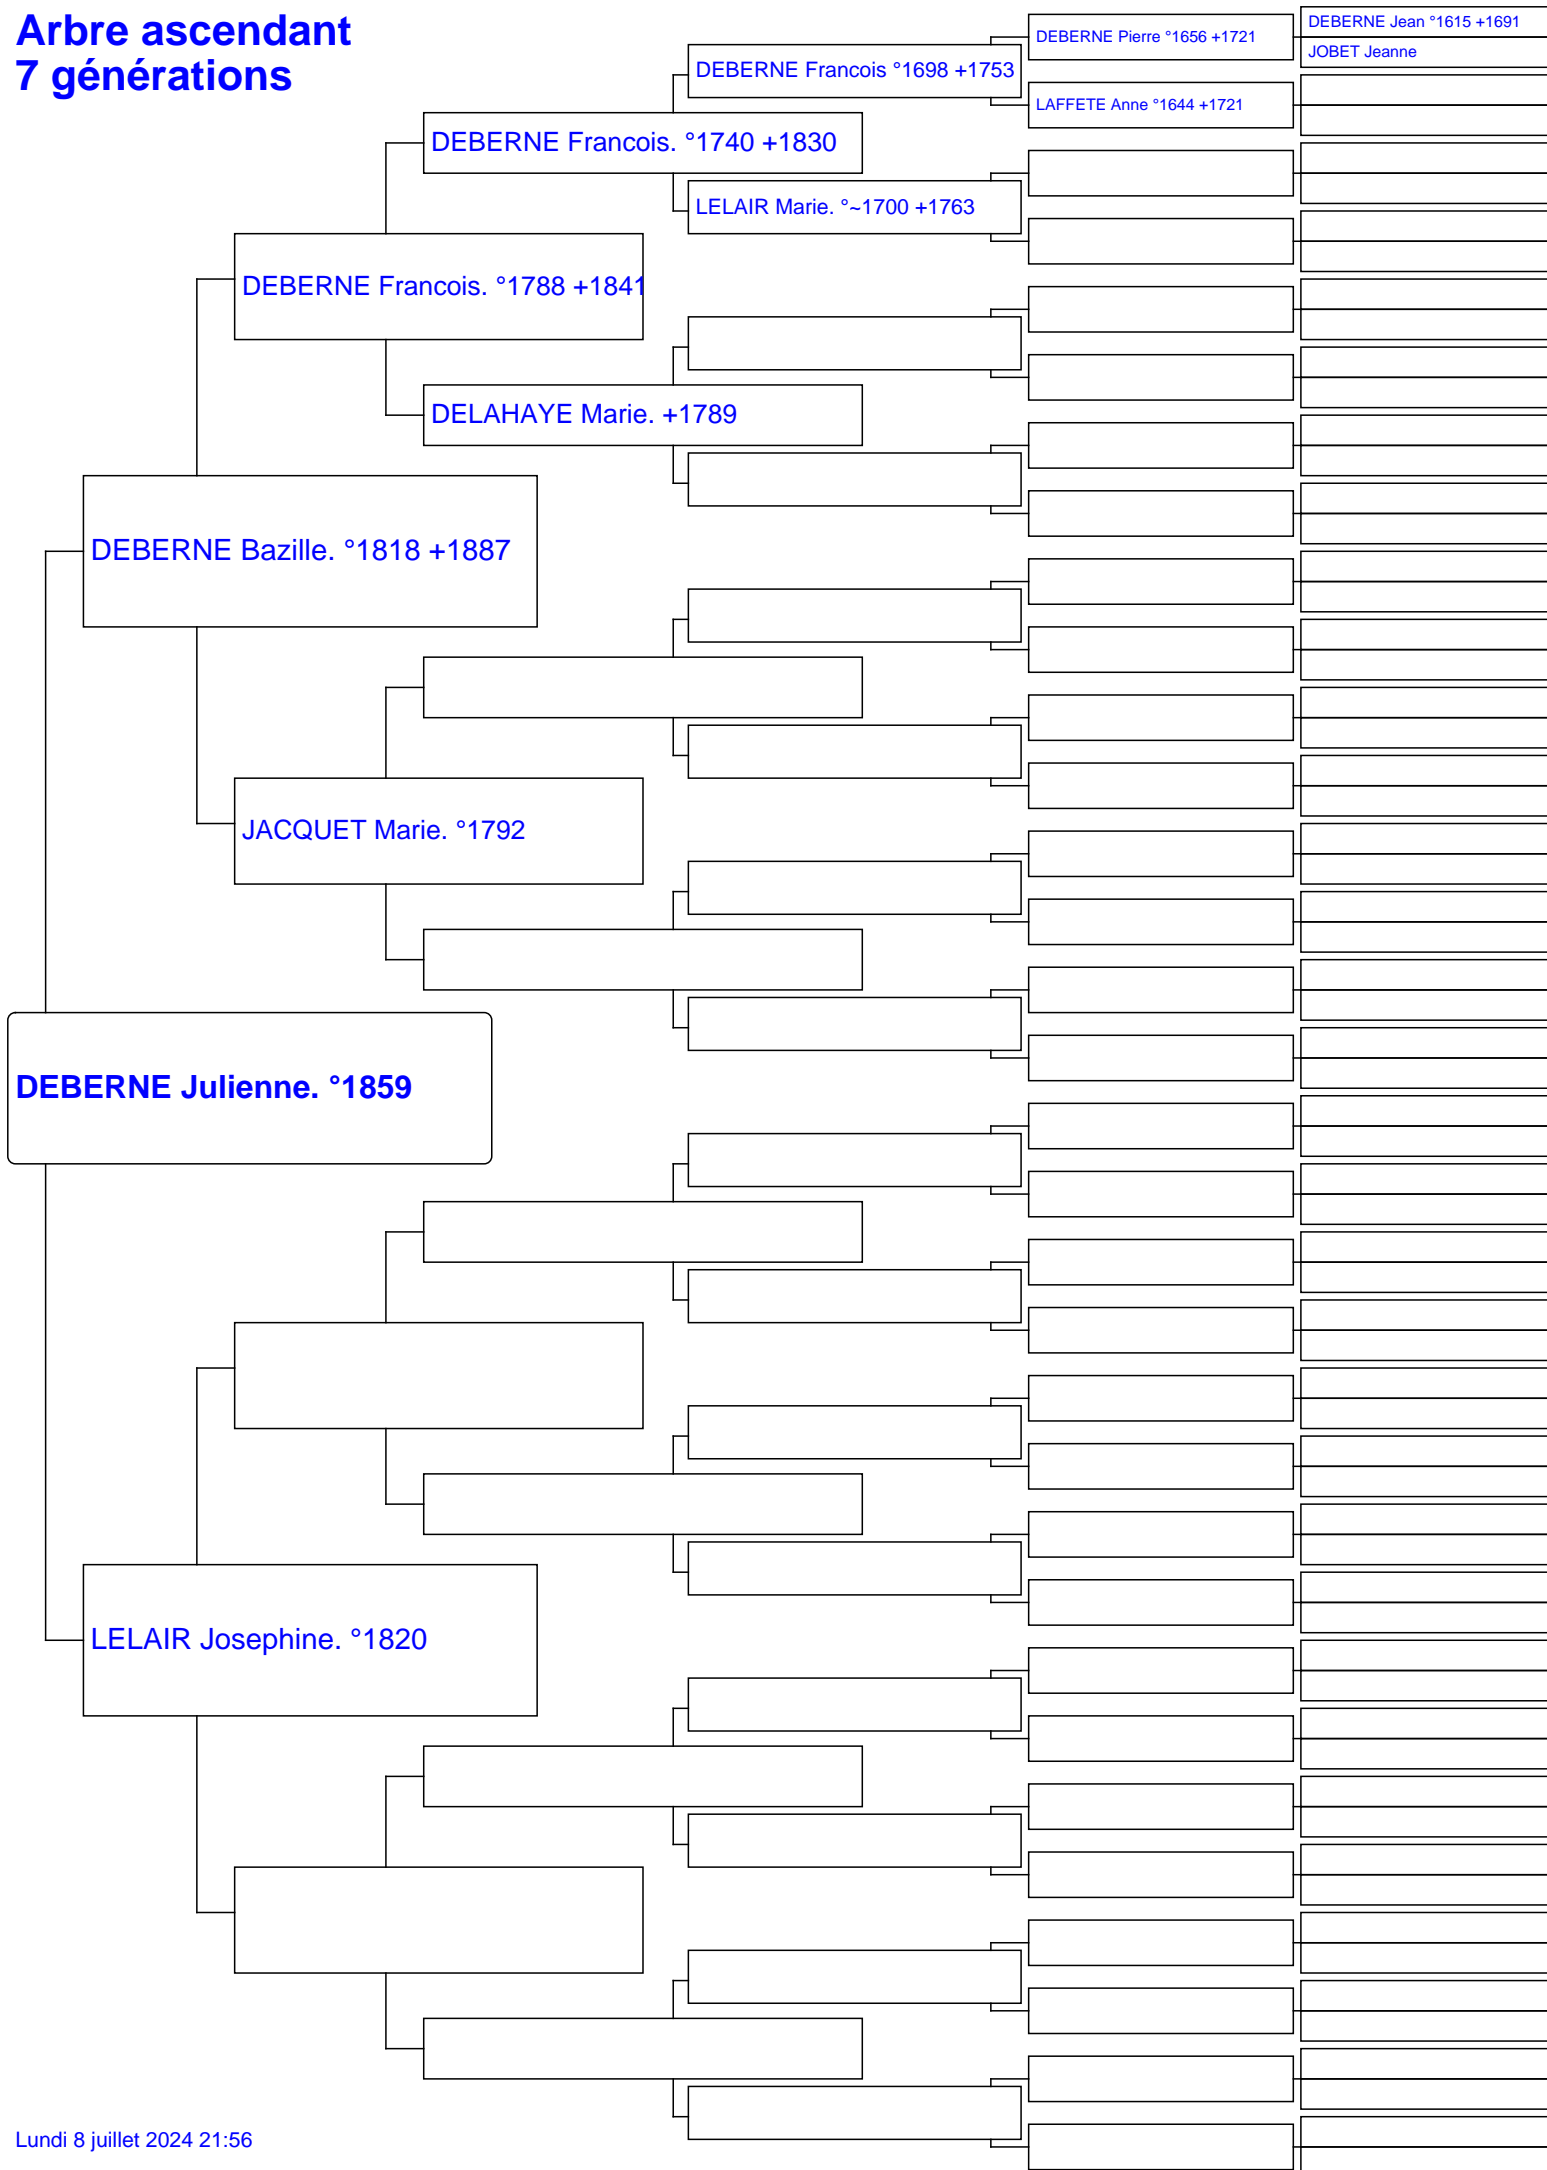 Arbre ascendant
7 générations
DEBERNE Jean °1615 +1691
DEBERNE Pierre °1656 +1721
JOBET Jeanne
DEBERNE Francois °1698 +1753
LAFFETE Anne °1644 +1721
DEBERNE Francois. °1740 +1830
LELAIR Marie. °~1700 +1763
DEBERNE Francois. °1788 +1841
DELAHAYE Marie. +1789
DEBERNE Bazille. °1818 +1887
JACQUET Marie. °1792
DEBERNE Julienne. °1859
LELAIR Josephine. °1820
Lundi 8 juillet 2024 21:56